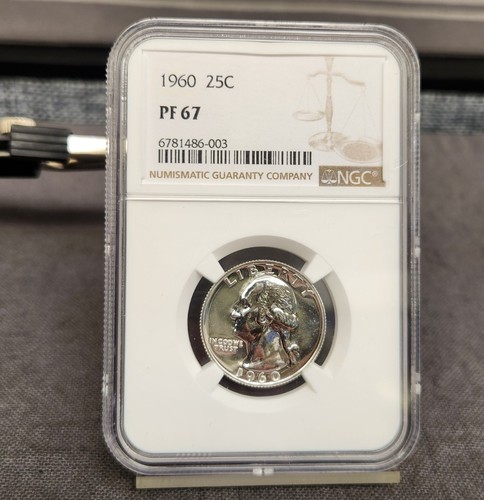 1960 25C
PF 67
6781486-003
NUMISMATIC GUARANTY COMPANY NGC®
LIBERTY
IN GOD WE
TRUST
1960